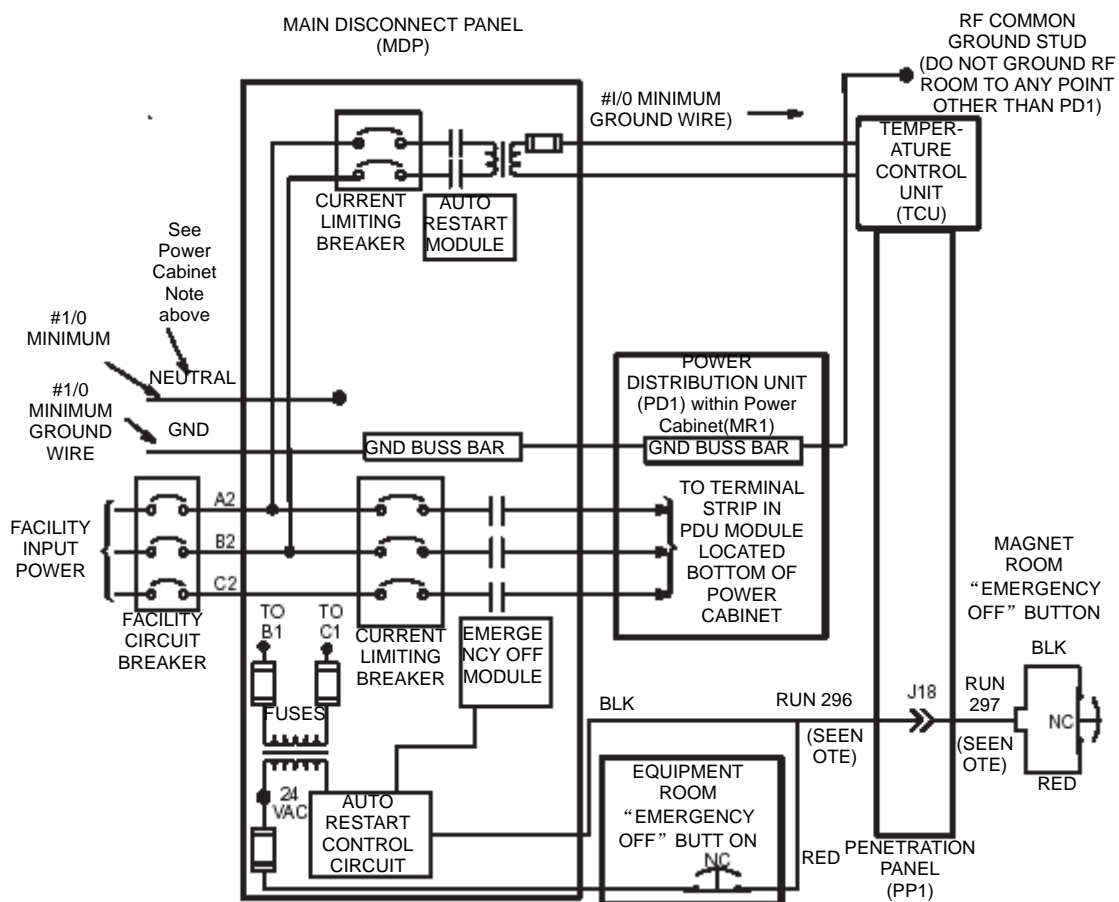 MAIN DISCONNECT PANEL
(MDP)
RF COMMON
GROUND STUD
(DO NOT GROUND RF
ROOM TO ANY POINT
OTHER THAN PD1)
#I/0 MINIMUM
GROUND WIRE)
TEMPER-
ATURE
CONTROL
UNIT
(TCU)
CURRENT
LIMITING
BREAKER
AUTO
RESTART
MODULE
See
Power
Cabinet
Note
above
#1/0
MINIMUM
NEUTRAL
#1/0
MINIMUM
GROUND
WIRE
GND
GND BUSS BAR
POWER
DISTRIBUTION UNIT
(PD1) within Power
Cabinet(MR1)
GND BUSS BAR
FACILITY
INPUT
POWER
A2
B2
C2
TO TERMINAL
STRIP IN
PDU MODULE
LOCATED
BOTTOM OF
POWER
CABINET
FACILITY
CIRCUIT
BREAKER
TO
B1
TO
C1
CURRENT
LIMITING
BREAKER
EMERGE
NCY OFF
MODULE
MAGNET
ROOM
“EMERGENCY
OFF” BUTTON
FUSES
BLK
RUN 296
(SEEN
OTE)
J18
RUN
297
(SEEN
OTE)
BLK
NC
RED
24
VAC
AUTO
RESTART
CONTROL
CIRCUIT
EQUIPMENT
ROOM
“EMERGENCY
OFF” BUTT ON
NC
RED
PENETRATION
PANEL
(PP1)